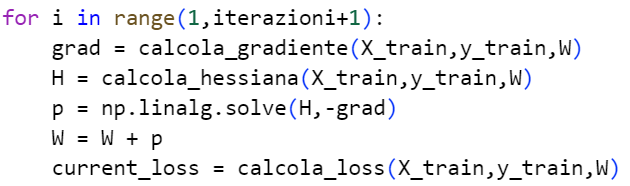 for i in range(1,iterazioni+1):
    grad = calcola_gradiente(X_train,y_train,W)
    H = calcola_hessiana(X_train,y_train,W)
    p = np.linalg.solve(H,-grad)
    W = W + p
    current_loss = calcola_loss(X_train,y_train,W)